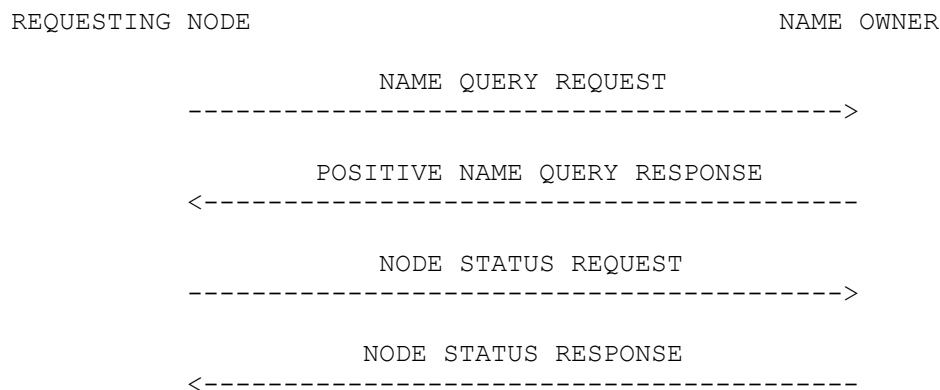 REQUESTING NODE                                  NAME OWNER
NAME QUERY REQUEST
----------------------------------------->
POSITIVE NAME QUERY RESPONSE
<-----------------------------------------
NODE STATUS REQUEST
----------------------------------------->
NODE STATUS RESPONSE
<-----------------------------------------